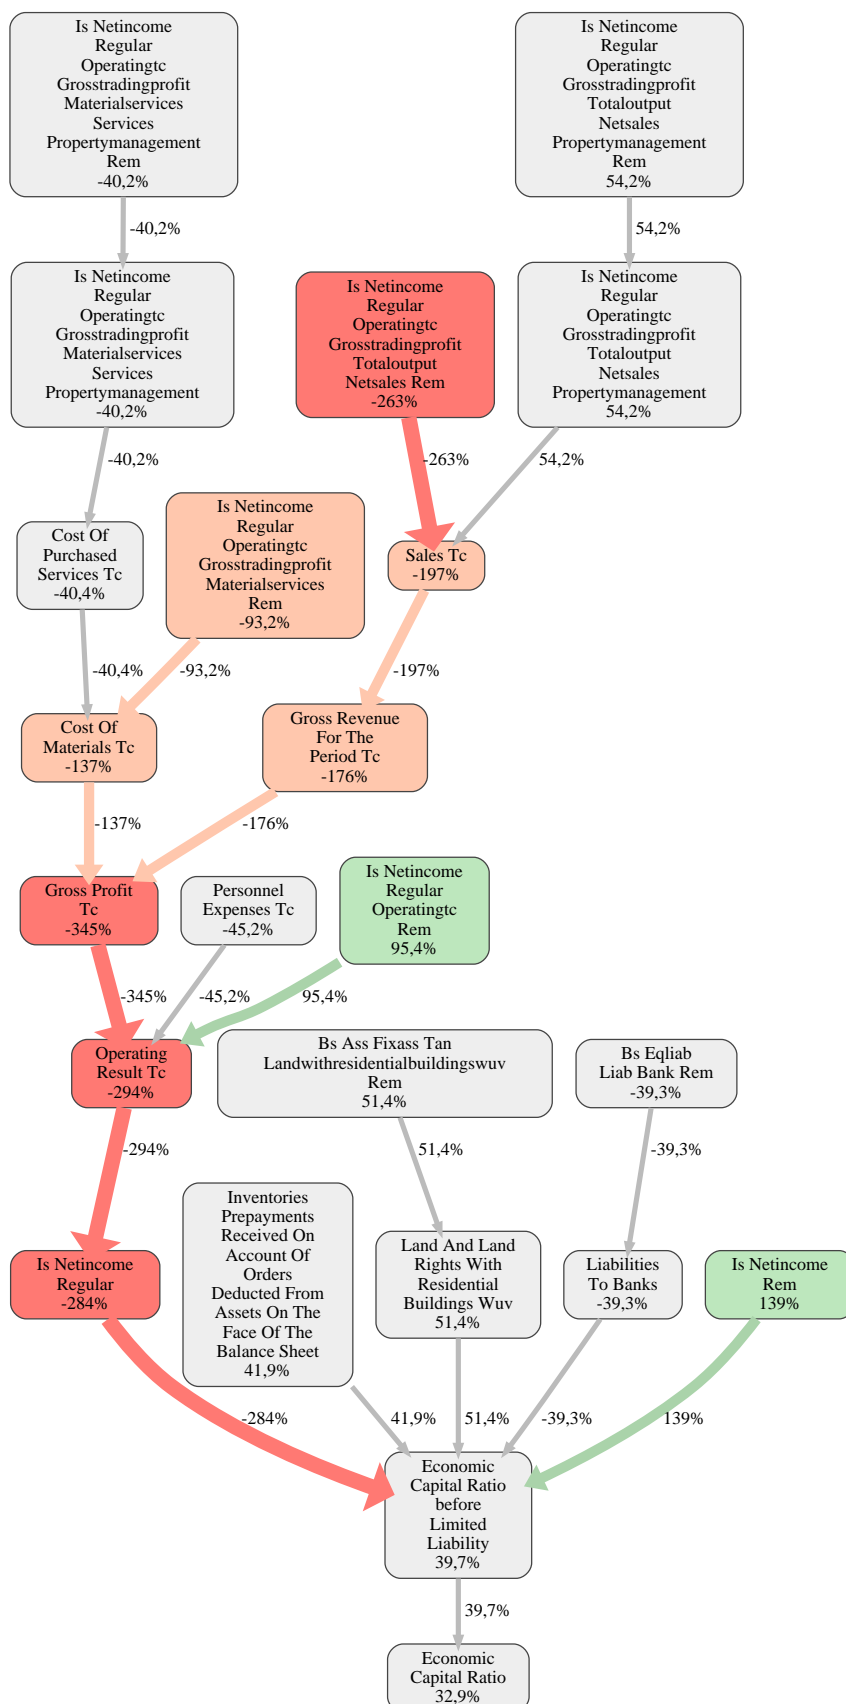 Is Netincome
Regular
Operatingtc
Grosstradingprofit
Materialservices
Services
Propertymanagement
Rem
-40,2%
Is Netincome
Regular
Operatingtc
Grosstradingprofit
Totaloutput
Netsales
Propertymanagement
Rem
54,2%
-40,2%
54,2%
Is Netincome
Regular
Operatingtc
Grosstradingprofit
Materialservices
Services
Propertymanagement
-40,2%
Is Netincome
Regular
Operatingtc
Grosstradingprofit
Totaloutput
Netsales Rem
-263%
Is Netincome
Regular
Operatingtc
Grosstradingprofit
Totaloutput
Netsales
Propertymanagement
54,2%
-40,2%
-263%
54,2%
Cost Of
Purchased
Services Tc
-40,4%
Is Netincome
Regular
Operatingtc
Grosstradingprofit
Materialservices
Rem
-93,2%
Sales Tc
-197%
-40,4%
-93,2%
-197%
Cost Of
Materials Tc
-137%
Gross Revenue
For The
Period Tc
-176%
-137%
-176%
Gross Profit
Tc
-345%
Personnel
Expenses Tc
-45,2%
Is Netincome
Regular
Operatingtc
Rem
95,4%
-345%
-45,2%
95,4%
Operating
Result Tc
-294%
Bs Ass Fixass Tan
Landwithresidentialbuildingswuv
Rem
51,4%
Bs Eqliab
Liab Bank Rem
-39,3%
-294%
51,4%
-39,3%
Is Netincome
Regular
-284%
Inventories
Prepayments
Received On
Account Of
Orders
Deducted From
Assets On The
Face Of The
Balance Sheet
41,9%
Land And Land
Rights With
Residential
Buildings Wuv
51,4%
Liabilities
To Banks
-39,3%
Is Netincome
Rem
139%
-284%
41,9%
51,4%
-39,3%
139%
Economic
Capital Ratio
before
Limited
Liability
39,7%
39,7%
Economic
Capital Ratio
32,9%